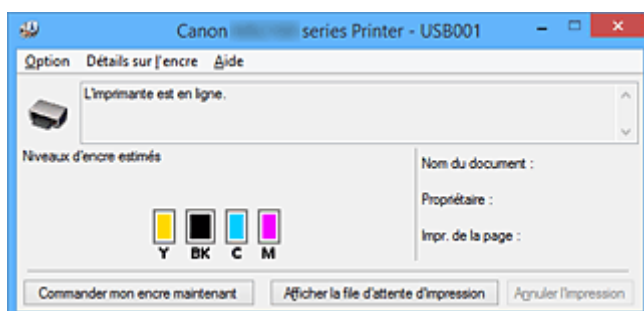 Canon series Printer - USB001
Option Détails sur l'encre Aide
L'imprimante est en ligne.
Niveaux d'encre estimés
Nom du document :
Propriétaire :
Impr. de la page :
Y BK C M
Commander mon encre maintenant Afficher la file d'attente d'impression Annuler l'impression